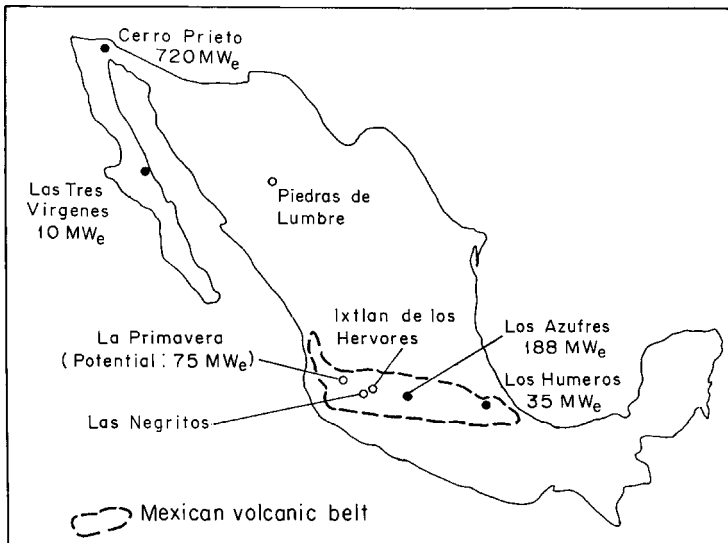 Cerro Prieto
720 MWe
Las Tres
Virgenes
10 MWe
Piedras de
Lumbre
Ixtlan de los
Hervores
La Primavera
(Potential: 75 MWe)
Los Azufres
188 MWe
Los Humeros
35 MWe
Las Negritos
Mexican volcanic belt